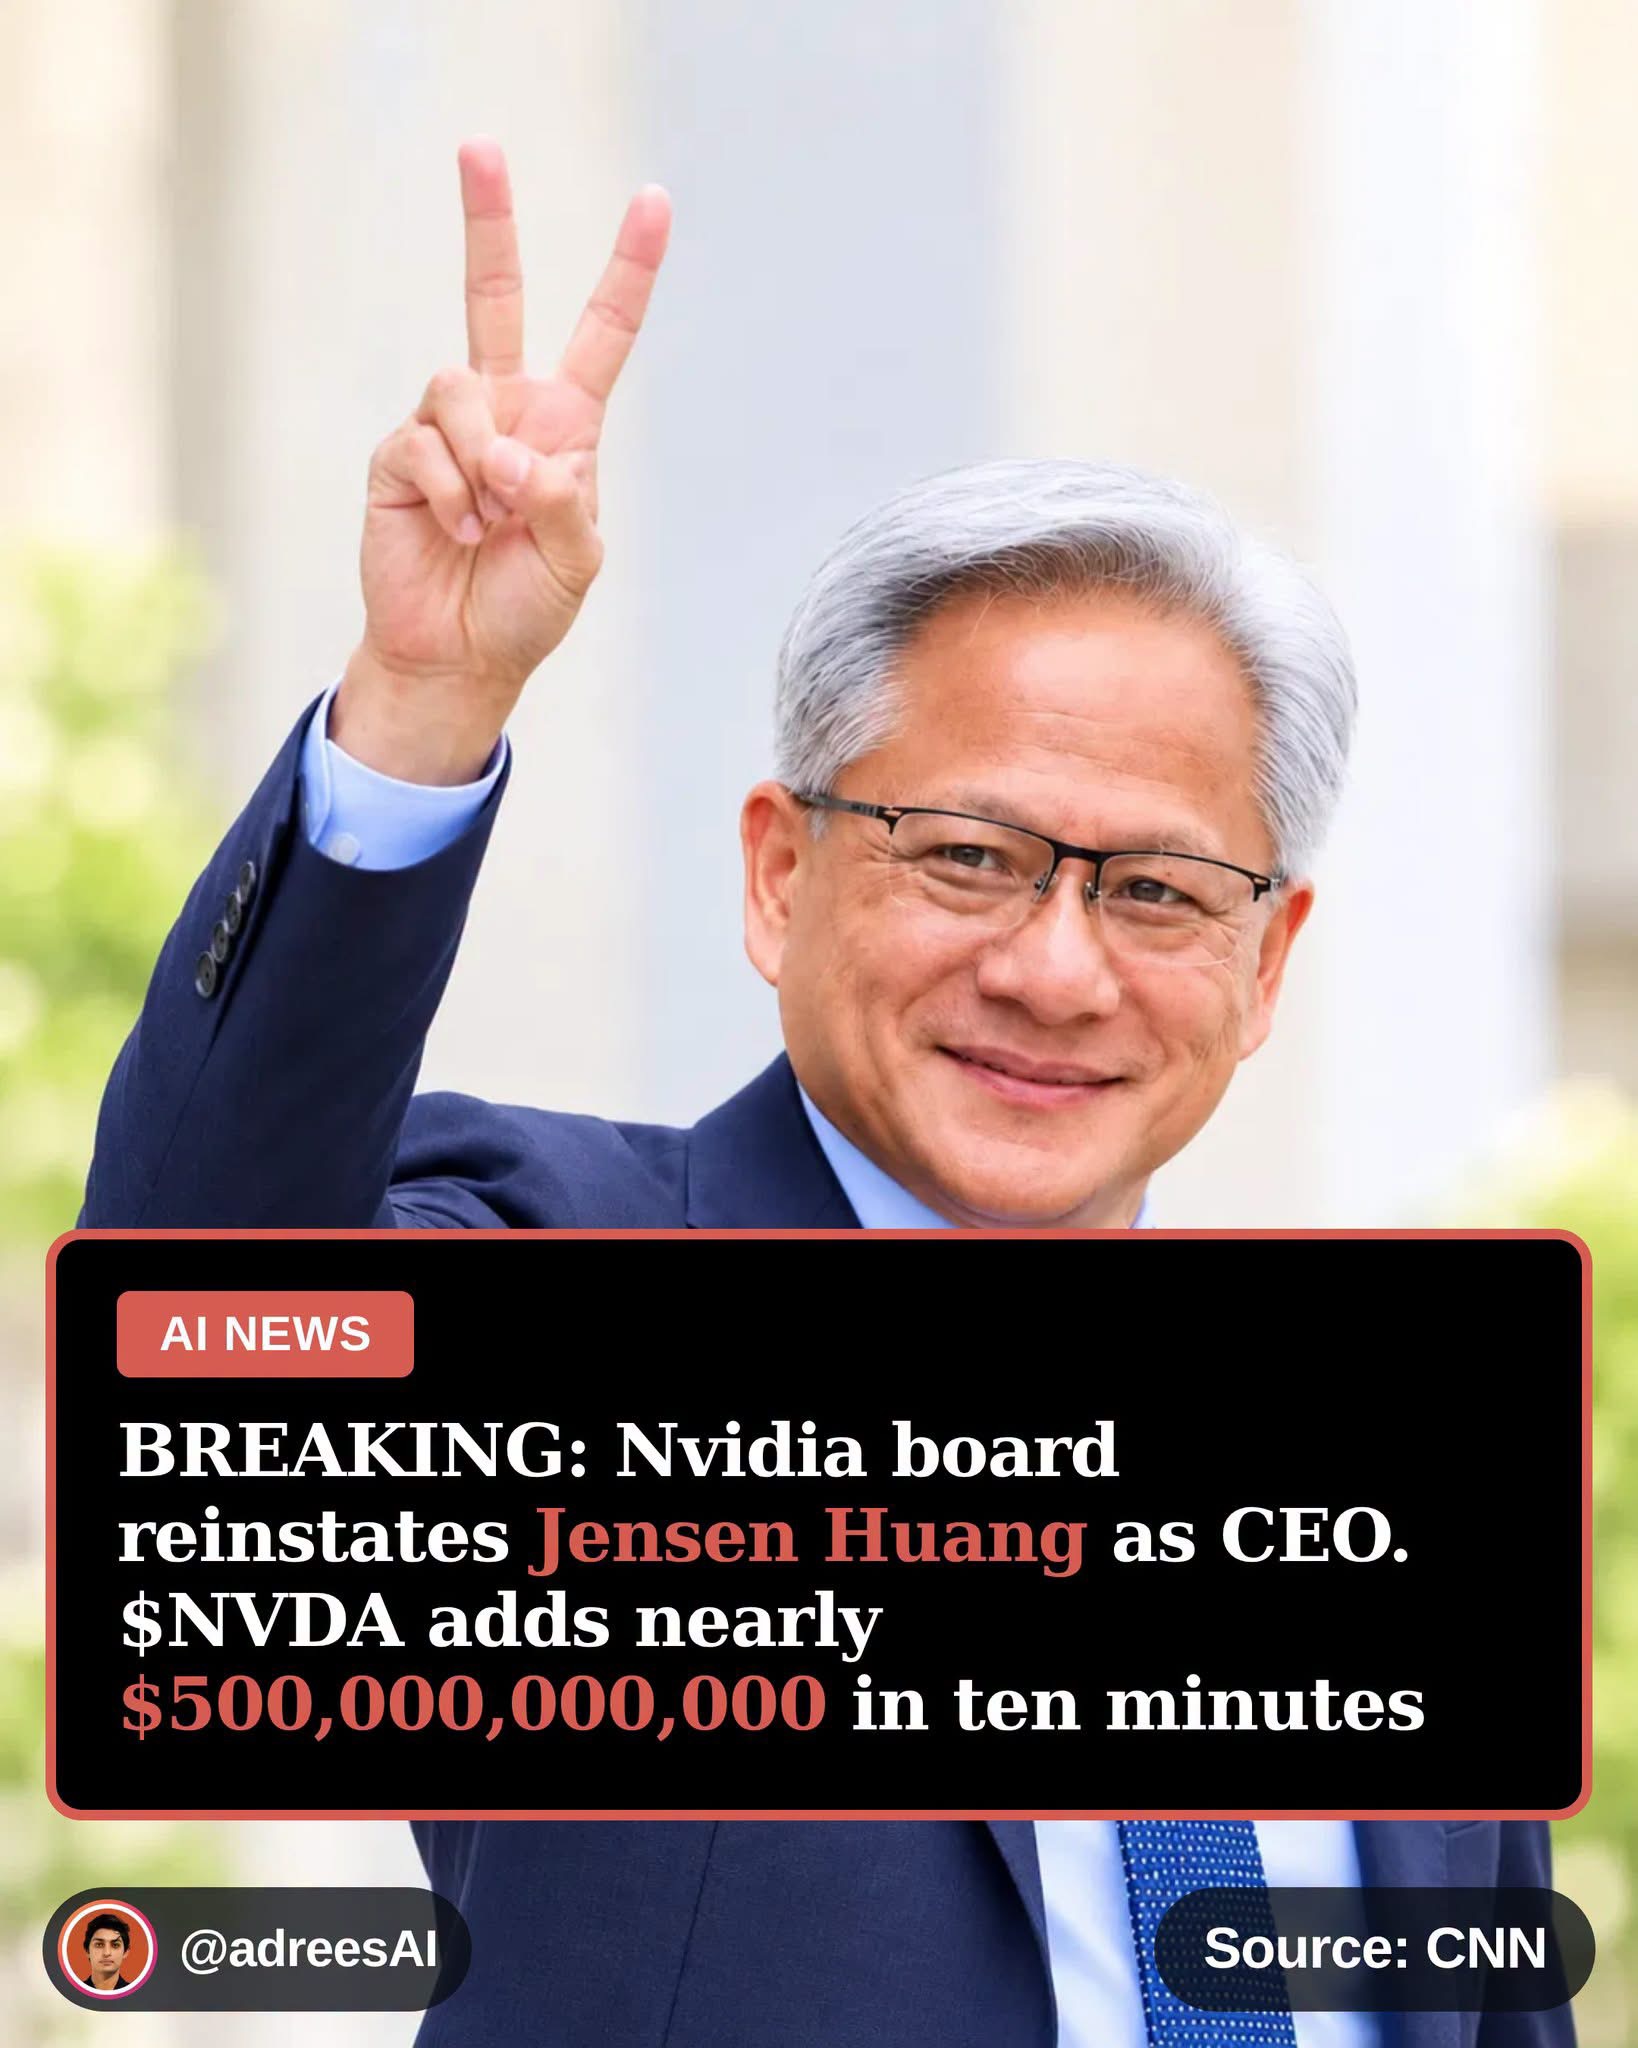 AI NEWS
BREAKING: Nvidia board
reinstates Jensen Huang as CEO.
$NVDA adds nearly
$500,000,000,000 in ten minutes
@adreesAI
Source: CNN